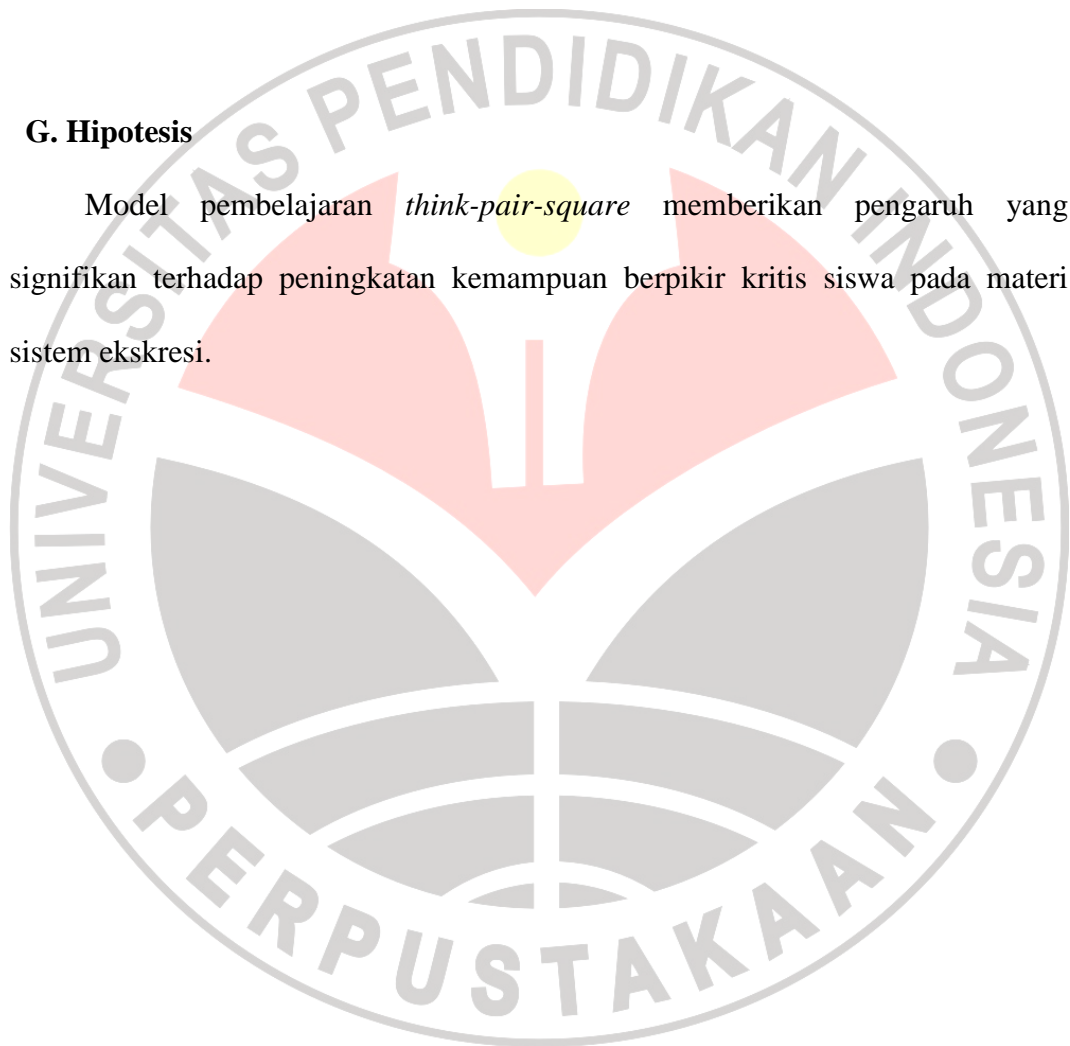 G. Hipotesis
Model pembelajaran think-pair-square memberikan pengaruh yang
signifikan terhadap peningkatan kemampuan berpikir kritis siswa pada materi
sistem ekskresi.
UNIVERSITAS PENDIDIKAN INDONESIA
PERPUSTAKAAN